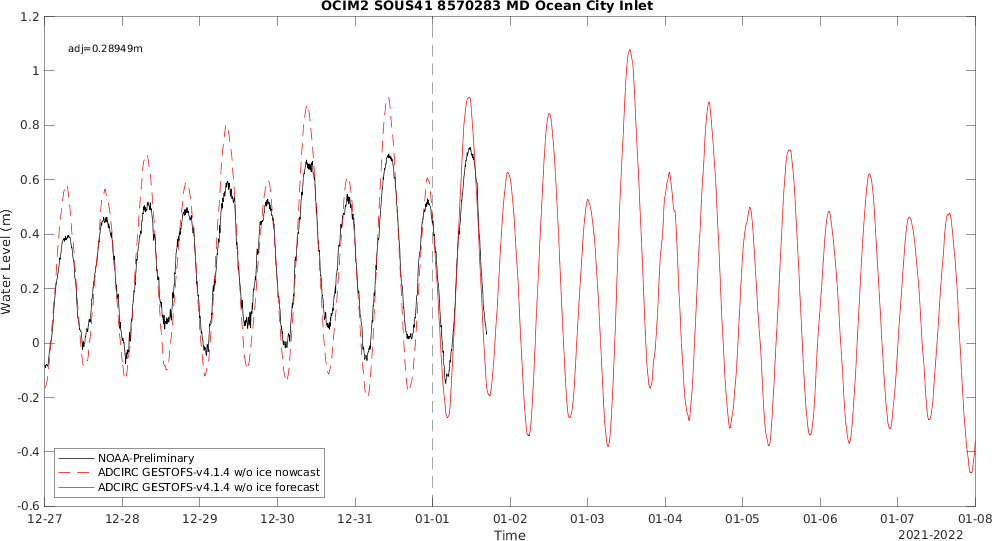 OCIM2 SOUS41 8570283 MD Ocean City Inlet
adj=0.28949m
1.2
1
0.8
0.6
0.4
0.2
0
-0.2
-0.4
-0.6
Water Level (m)
NOAA-Preliminary
ADCIRC GESTOFS-v4.1.4 w/o ice nowcast
ADCIRC GESTOFS-v4.1.4 w/o ice forecast
12-27 12-28 12-29 12-30 12-31 01-01 01-02 01-03 01-04 01-05 01-06 01-07 01-08
Time
2021-2022